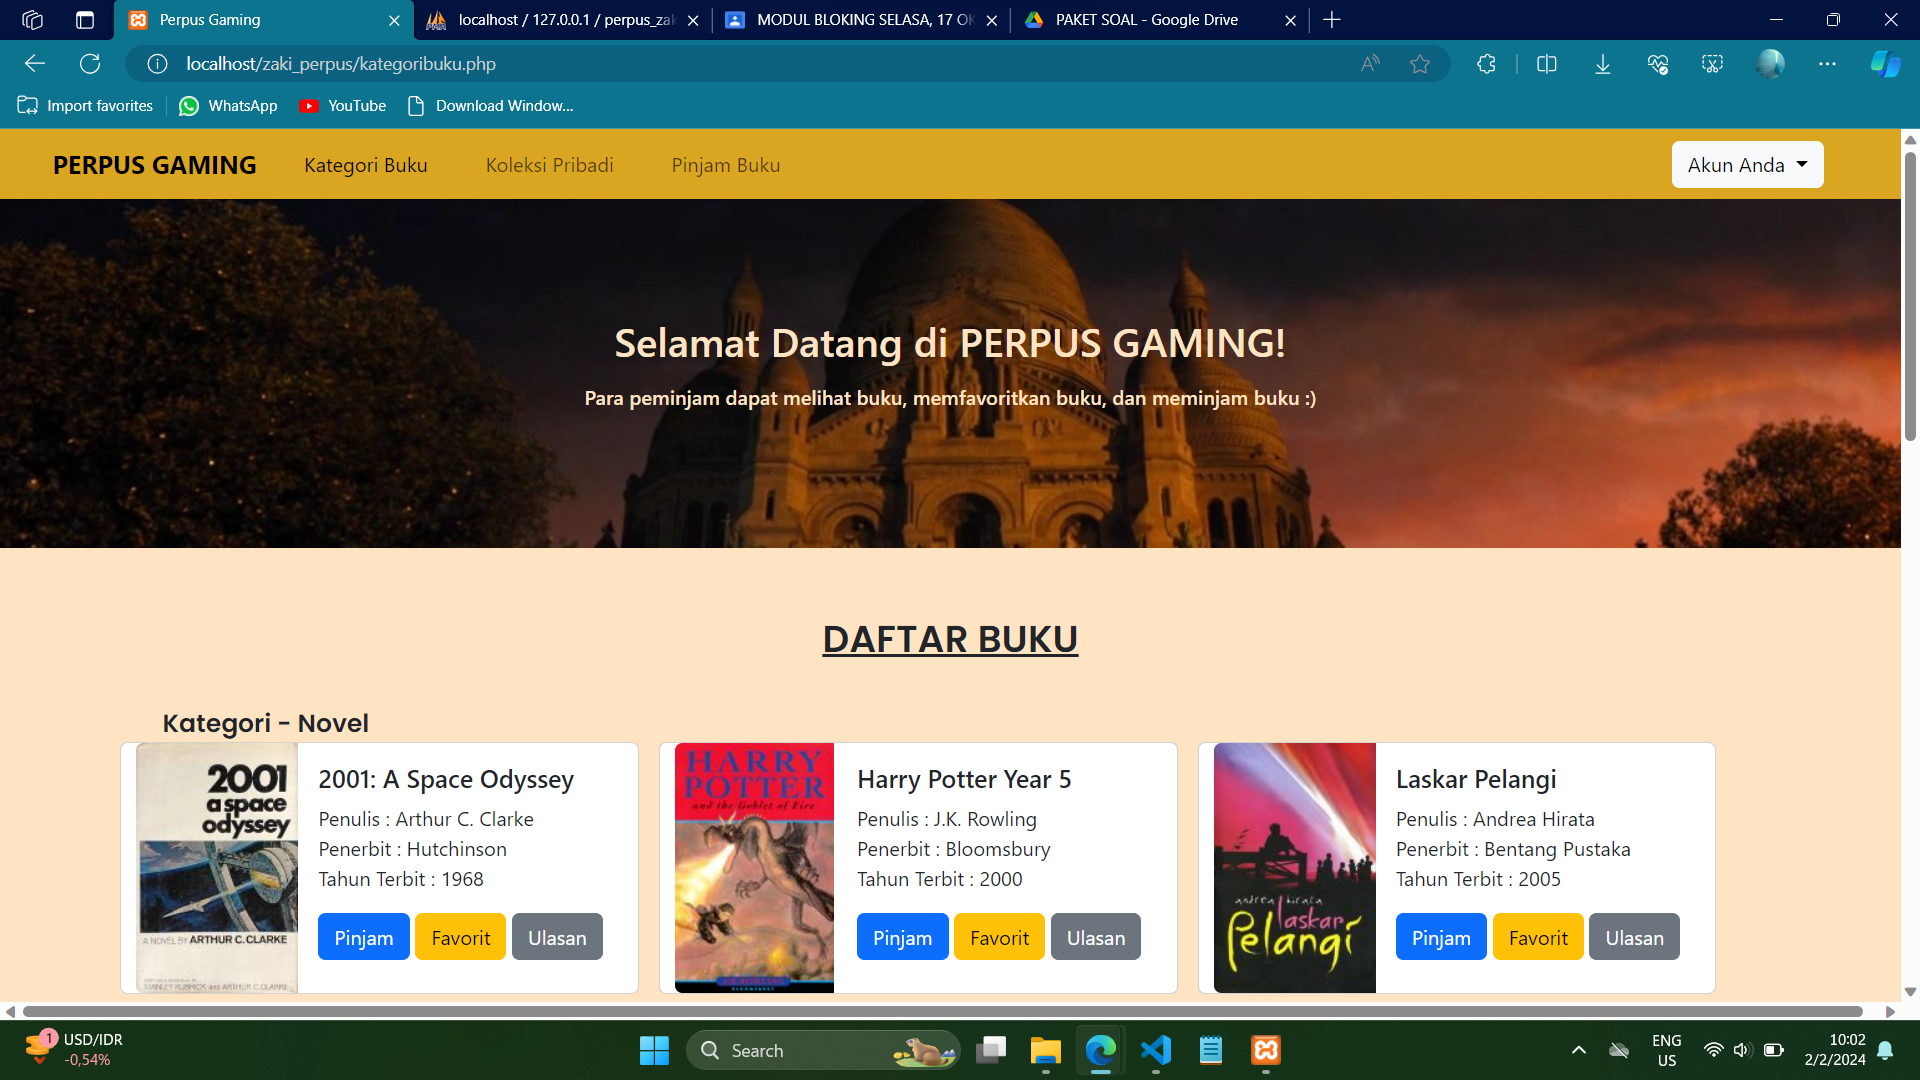 Perpus Gaming
localhost / 127.0.0.1 / perpus_zak
MODUL BLOKING SELASA, 17 OK
PAKET SOAL - Google Drive
localhost/zaki_perpus/kategoribuku.php
Import favorites
WhatsApp
YouTube
Download Window...
PERPUS GAMING
Kategori Buku
Koleksi Pribadi
Pinjam Buku
Akun Anda
Selamat Datang di PERPUS GAMING!
Para peminjam dapat melihat buku, memfavoritkan buku, dan meminjam buku :)
DAFTAR BUKU
Kategori - Novel
2001
a space
odyssey
A NOVEL BY ARTHUR C. CLARKE
STANLEY KUBRICK and ARTHUR C. CLARKE
2001: A Space Odyssey
Penulis : Arthur C. Clarke
Penerbit : Hutchinson
Tahun Terbit : 1968
Pinjam
Favorit
Ulasan
HARRY
POTTER
and the Goblet of Fire
Harry Potter Year 5
Penulis : J.K. Rowling
Penerbit : Bloomsbury
Tahun Terbit : 2000
Pinjam
Favorit
Ulasan
andrea hirata
laskar
Pelangi
Laskar Pelangi
Penulis : Andrea Hirata
Penerbit : Bentang Pustaka
Tahun Terbit : 2005
Pinjam
Favorit
Ulasan
1
USD/IDR
-0,54%
Search
ENG
US
10:02
2/2/2024